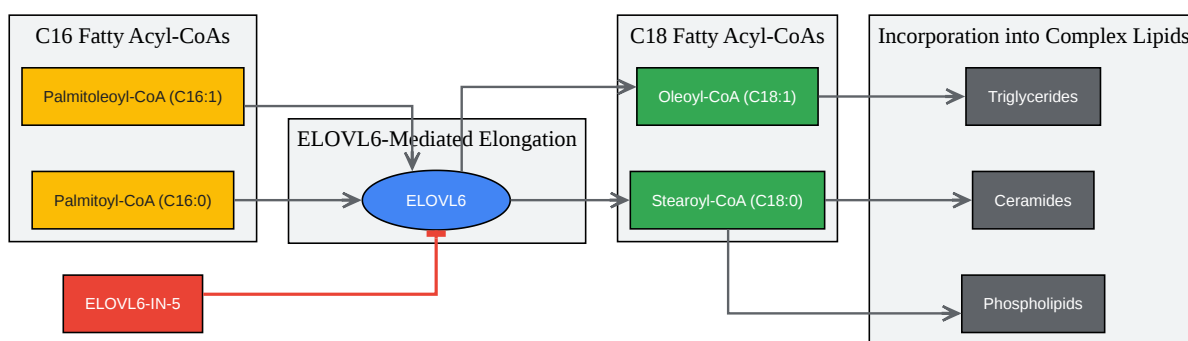 C16 Fatty Acyl-CoAs
Palmitoleoyl-CoA (C16:1)
Palmitoyl-CoA (C16:0)
ELOVL6-IN-5
ELOVL6-Mediated Elongation
ELOVL6
C18 Fatty Acyl-CoAs
Oleoyl-CoA (C18:1)
Stearoyl-CoA (C18:0)
Incorporation into Complex Lipids
Triglycerides
Ceramides
Phospholipids